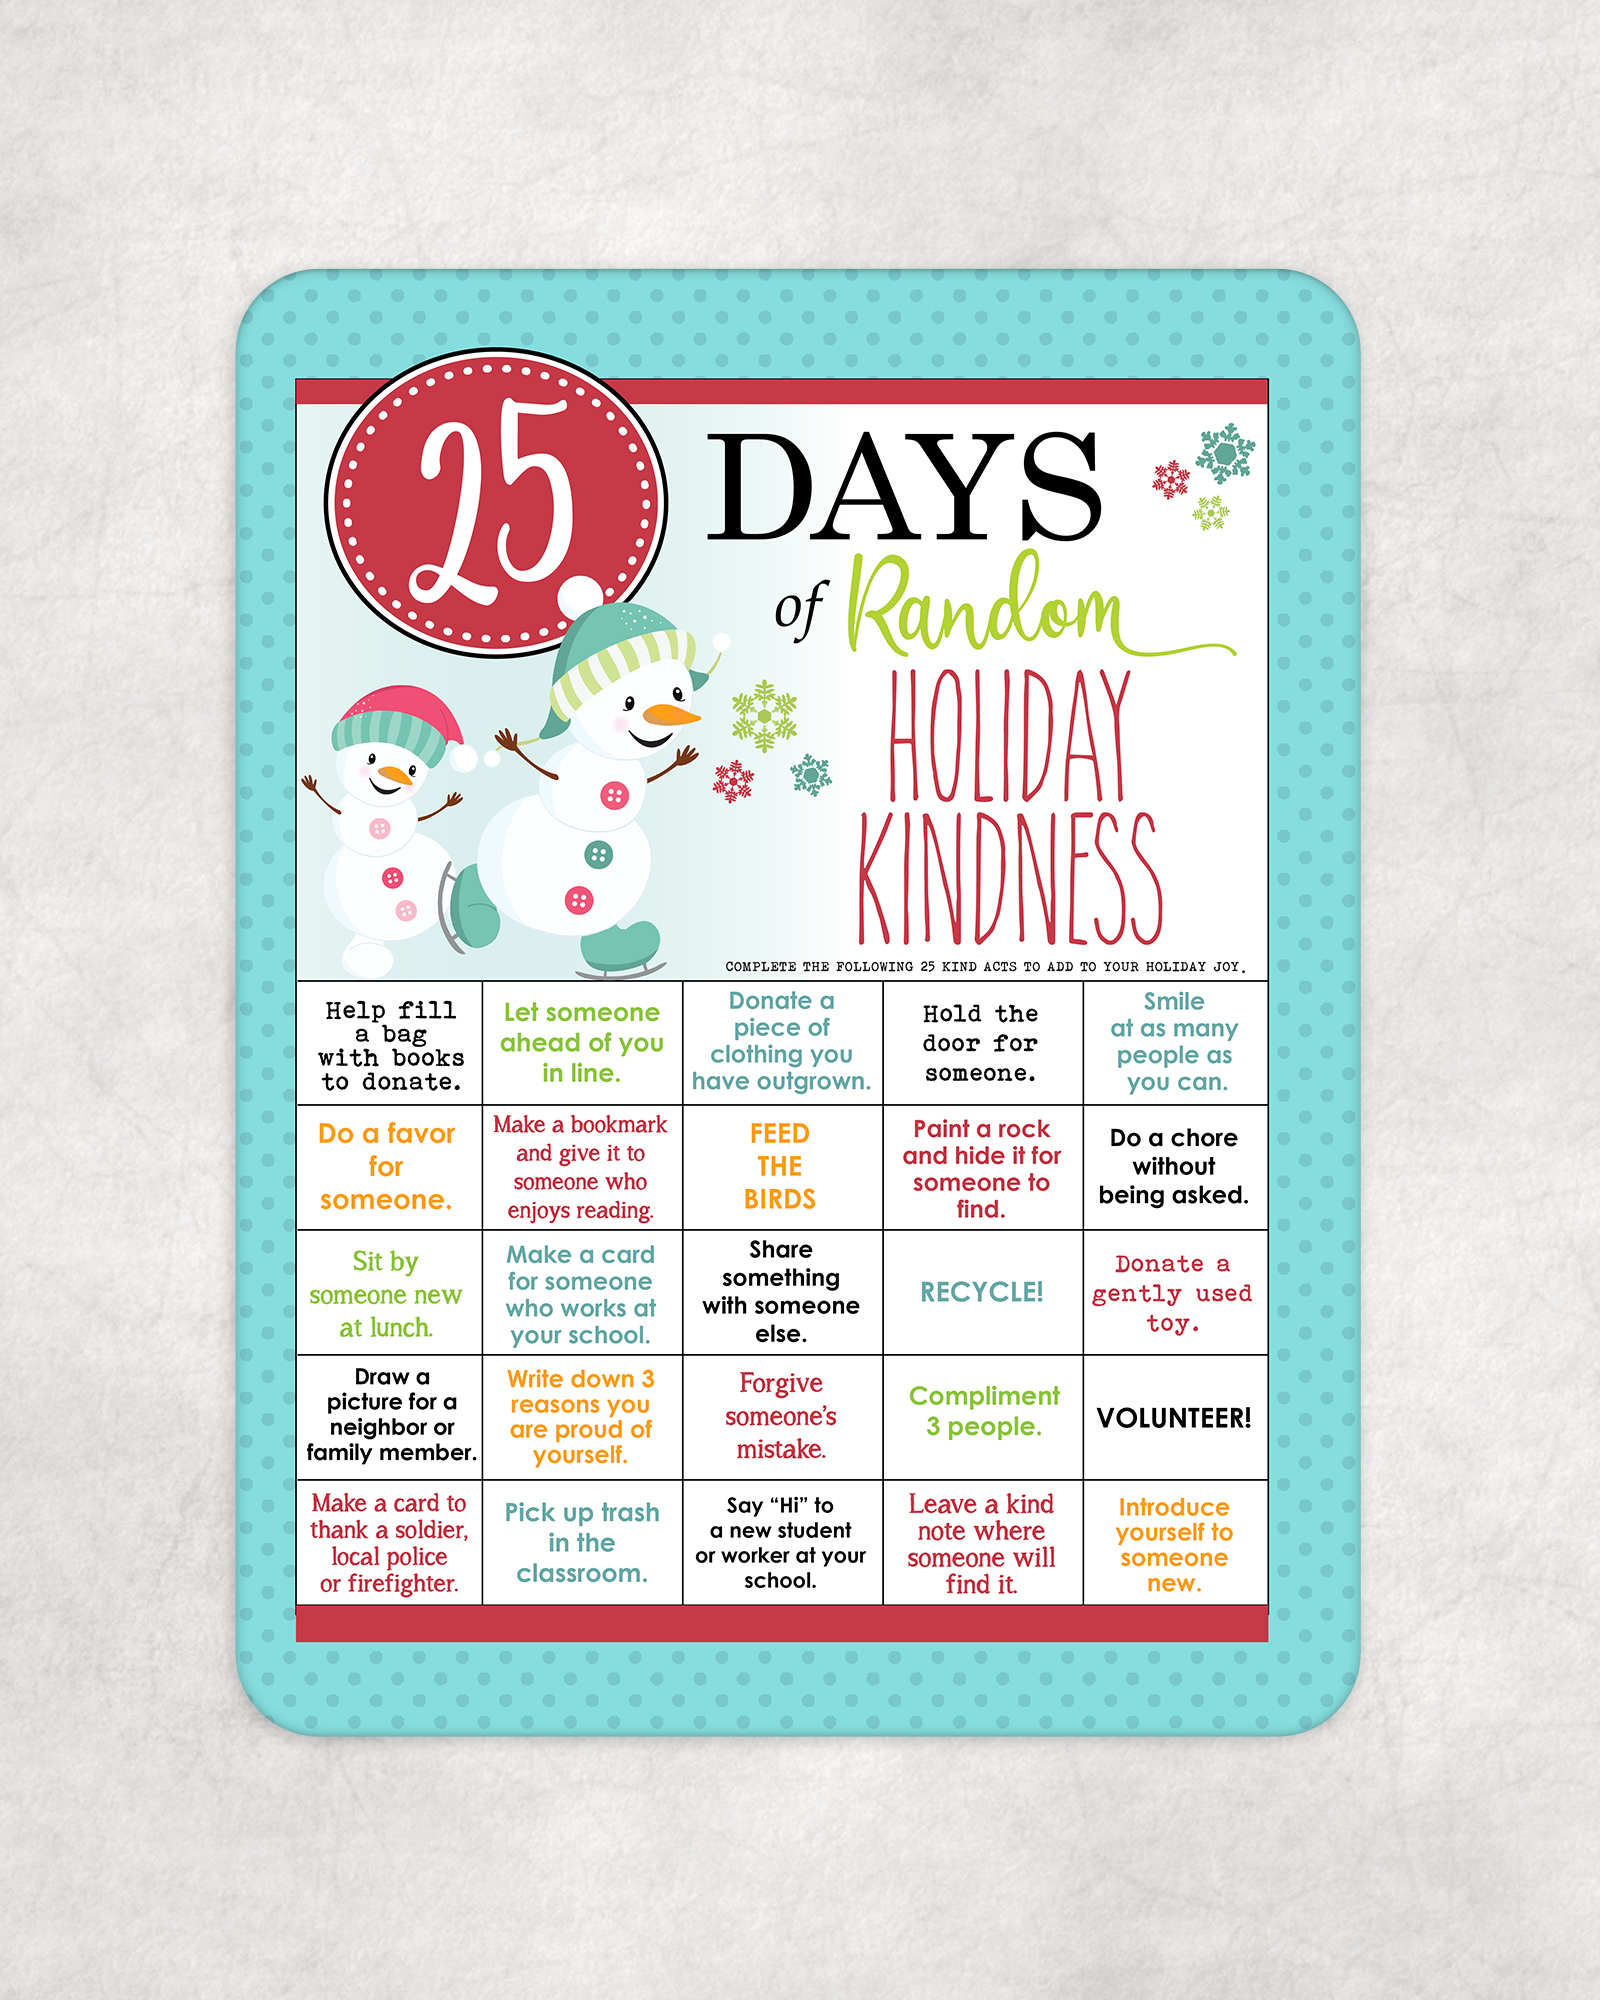 25
DAYS
of Random
HOLIDAY
KINDNESS
COMPLETE THE FOLLOWING 25 KIND ACTS TO ADD TO YOUR HOLIDAY JOY.
Help fill
a bag
with books
to donate.
Let someone
ahead of you
in line.
Donate a
piece of
clothing you
have outgrown.
Hold the
door for
someone.
Smile
at as many
people as
you can.
Do a favor
for
someone.
Make a bookmark
and give it to
someone who
enjoys reading.
FEED
THE
BIRDS
Paint a rock
and hide it for
someone to
find.
Do a chore
without
being asked.
Sit by
someone new
at lunch.
Make a card
for someone
who works at
your school.
Share
something
with someone
else.
RECYCLE!
Donate a
gently used
toy.
Draw a
picture for a
neighbor or
family member.
Write down 3
reasons you
are proud of
yourself.
Forgive
someone's
mistake.
Compliment
3 people.
VOLUNTEER!
Make a card to
thank a soldier,
local police
or firefighter.
Pick up trash
in the
classroom.
Say “Hi” to
a new student
or worker at your
school.
Leave a kind
note where
someone will
find it.
Introduce
yourself to
someone
new.